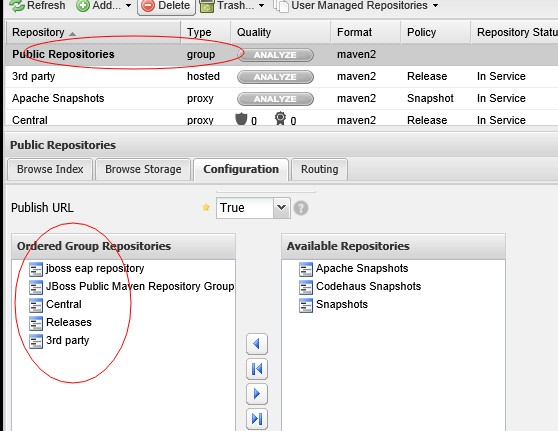 Refresh Add... Delete Trash... User Managed Repositories
Repository Type Quality Format Policy Repository Statu
Public Repositories group ANALYZE maven2
3rd party hosted ANALYZE maven2 Release In Service
Apache Snapshots proxy ANALYZE maven2 Snapshot In Service
Central proxy 0 0 maven2 Release In Service
Public Repositories
Browse Index Browse Storage Configuration Routing
Publish URL True ?
Ordered Group Repositories Available Repositories
jboss eap repository Apache Snapshots
JBoss Public Maven Repository Group Codehaus Snapshots
Central Snapshots
Releases
3rd party